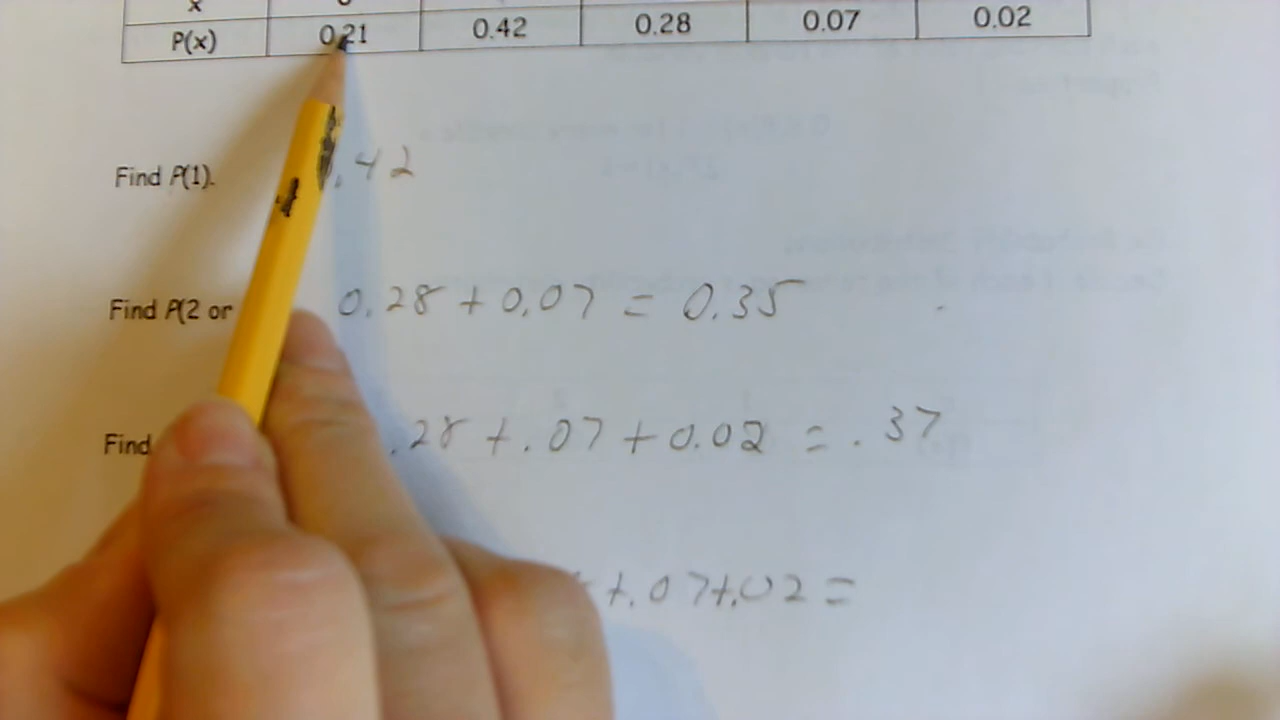 x
P(x) 0.21 0.42 0.28 0.07 0.02
Find P(1). .42
Find P(2 or 0.28 + 0.07 = 0.35
Find .28 + .07 + 0.02 = .37
+.07+.02 =